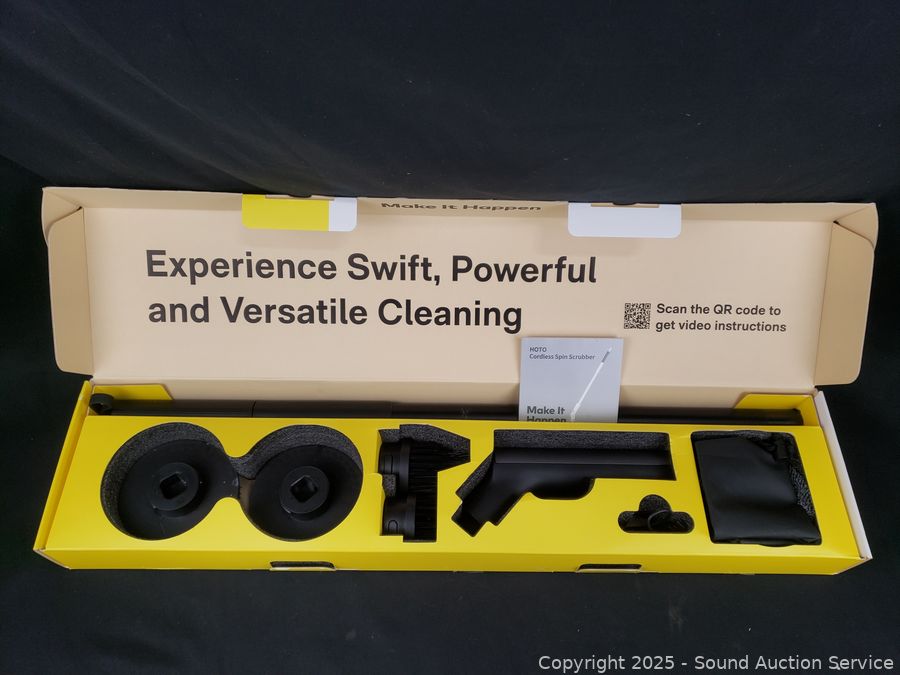 Make It Happen
Experience Swift, Powerful
and Versatile Cleaning
Scan the QR code to
get video instructions
HOTO
Cordless Spin Scrubber
Make It
Happen
Copyright 2025 - Sound Auction Service